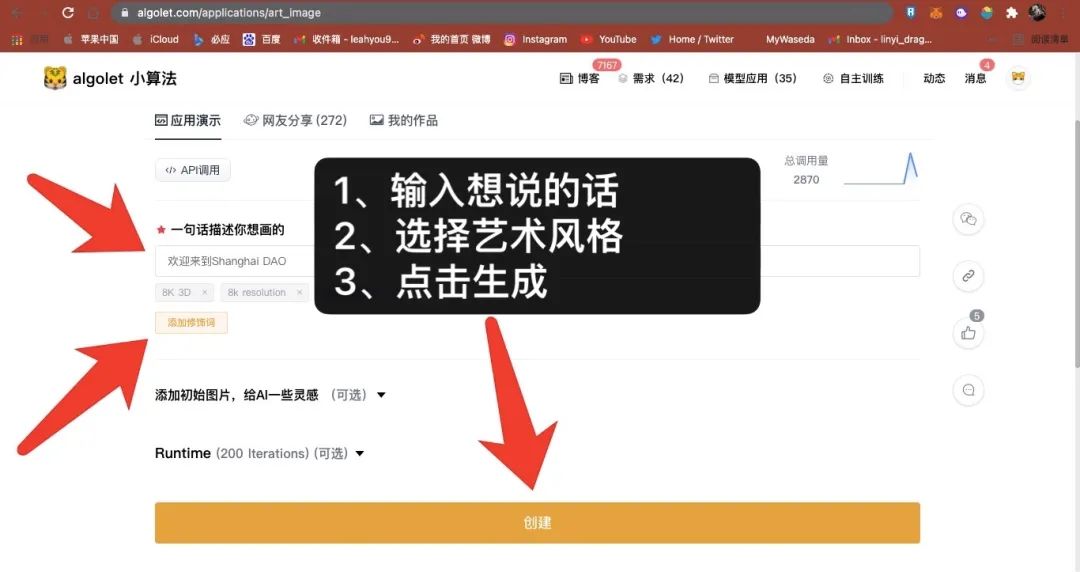 algolet.com/applications/art_image
应用
苹果中国
iCloud
必应
百度
收件箱 - leahyou9...
我的首页 微博
Instagram
YouTube
Home / Twitter
MyWaseda
Inbox - linyi_drag...
阅读清单
algolet 小算法
博客
7167
需求（42）
模型应用（35）
自主训练
动态
消息
4
应用演示
网友分享 (272)
我的作品
</> API调用
总调用量
2870
1、输入想说的话
2、选择艺术风格
3、点击生成
★ 一句话描述你想画的
欢迎来到Shanghai DAO
8K 3D ×
8k resolution ×
添加修饰词
5
添加初始图片，给AI一些灵感 （可选）
Runtime (200 Iterations) (可选)
创建